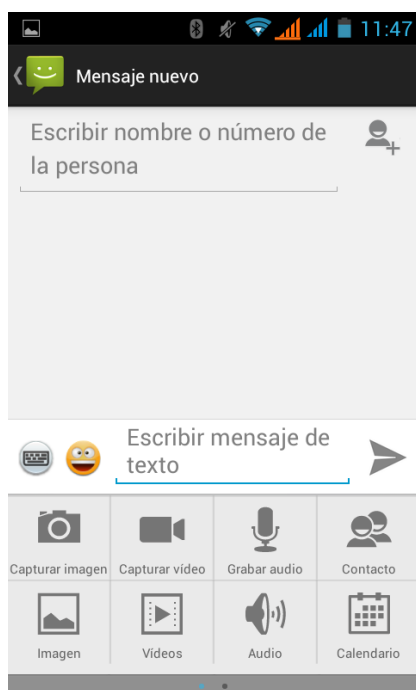 11:47
Mensaje nuevo
Escribir nombre o número de
la persona
Escribir mensaje de
texto
Capturar imagen
Capturar vídeo
Grabar audio
Contacto
Imagen
Vídeos
Audio
Calendario